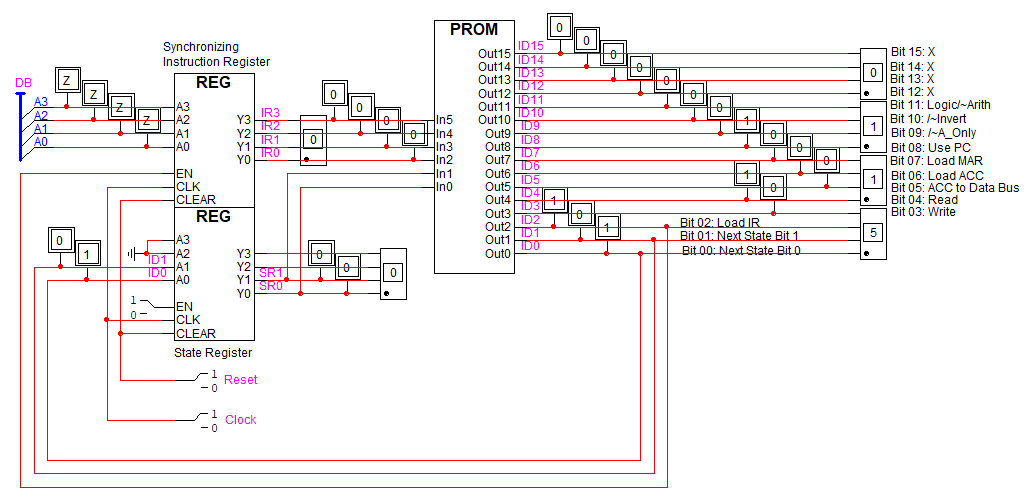 Synchronizing
Instruction Register
PROM
REG
DB
A3
A2
A1
A0
Z
Z
Z
Z
A3
A2
A1
A0
EN
CLK
CLEAR
Y3
Y2
Y1
Y0
IR3
IR2
IR1
IR0
0
0
0
0
0
In5
In4
In3
In2
In1
In0
Out15
Out14
Out13
Out12
Out11
Out10
Out9
Out8
Out7
Out6
Out5
Out4
Out3
Out2
Out1
Out0
ID15
ID14
ID13
ID12
ID11
ID10
ID9
ID8
ID7
ID6
ID5
ID4
ID3
ID2
ID1
ID0
0
0
0
0
0
0
0
1
0
0
0
1
0
1
0
1
0
1
1
5
Bit 15: X
Bit 14: X
Bit 13: X
Bit 12: X
Bit 11: Logic/~Arith
Bit 10: /~Invert
Bit 09: /~A_Only
Bit 08: Use PC
Bit 07: Load MAR
Bit 06: Load ACC
Bit 05: ACC to Data Bus
Bit 04: Read
Bit 03: Write
Bit 02: Load IR
Bit 01: Next State Bit 1
Bit 00: Next State Bit 0
REG
0
1
ID1
ID0
A3
A2
A1
A0
EN
CLK
CLEAR
Y3
Y2
Y1
Y0
SR1
SR0
0
0
0
1
0
State Register
1
0
Reset
1
0
Clock